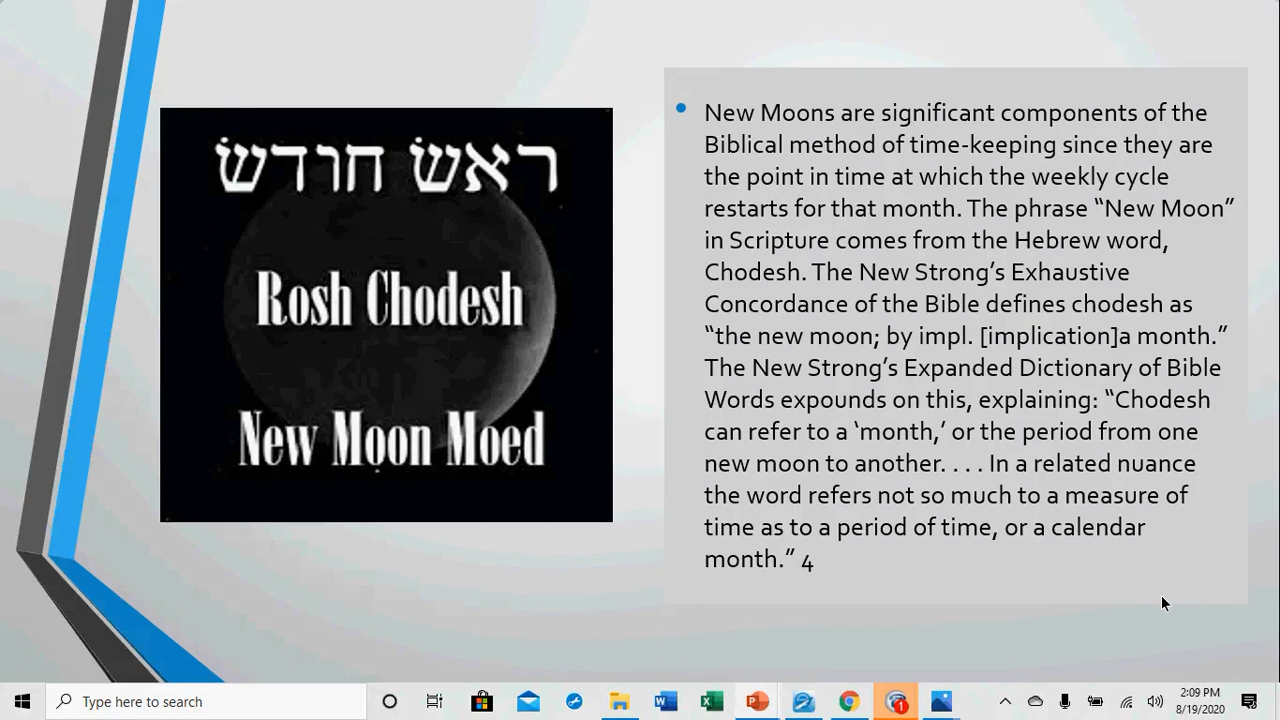 ראש חודש
Rosh Chodesh
New Moon Moed
• New Moons are significant components of the
Biblical method of time-keeping since they are
the point in time at which the weekly cycle
restarts for that month. The phrase “New Moon”
in Scripture comes from the Hebrew word,
Chodesh. The New Strong’s Exhaustive
Concordance of the Bible defines chodesh as
“the new moon; by impl. [implication]a month.”
The New Strong’s Expanded Dictionary of Bible
Words expounds on this, explaining: “Chodesh
can refer to a ‘month,’ or the period from one
new moon to another. . . . In a related nuance
the word refers not so much to a measure of
time as to a period of time, or a calendar
month.” 4
Type here to search
2:09 PM
8/19/2020